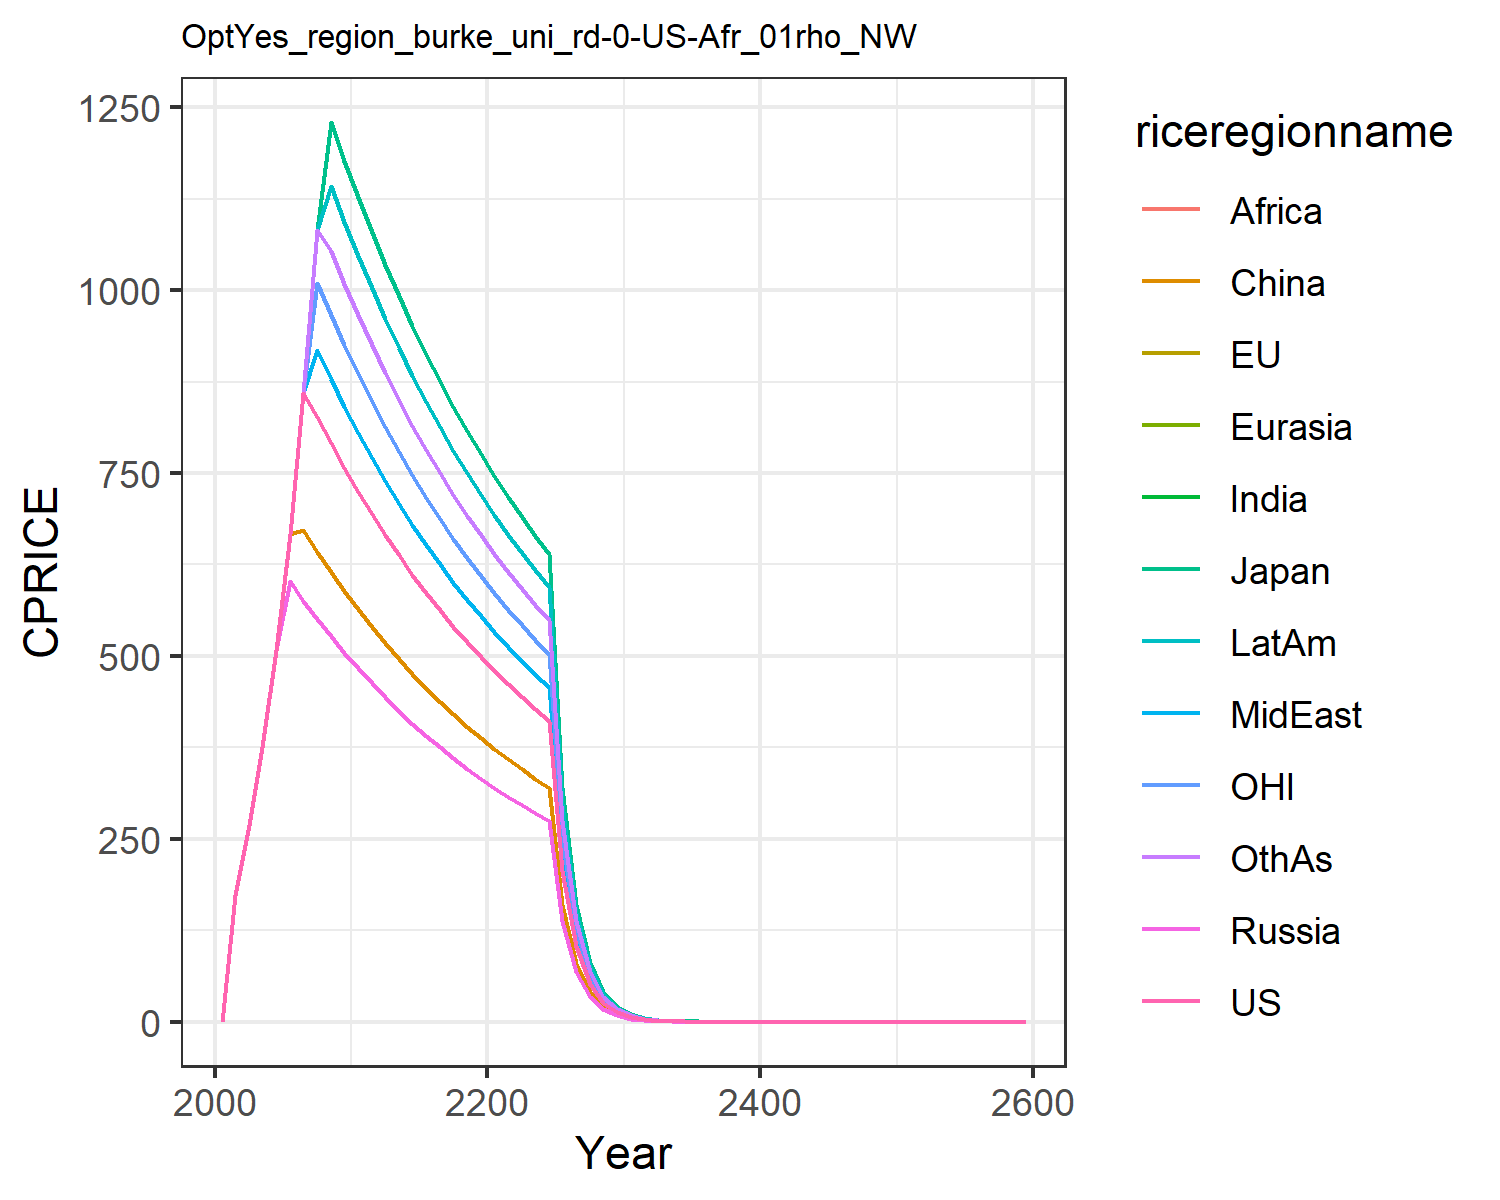 OptYes_region_burke_uni_rd-0-US-Afr_01rho_NW
1250
1000
750
500
250
0
CPRICE
2000 2200 2400 2600
Year
riceregionname
Africa
China
EU
Eurasia
India
Japan
LatAm
MidEast
OHI
OthAs
Russia
US